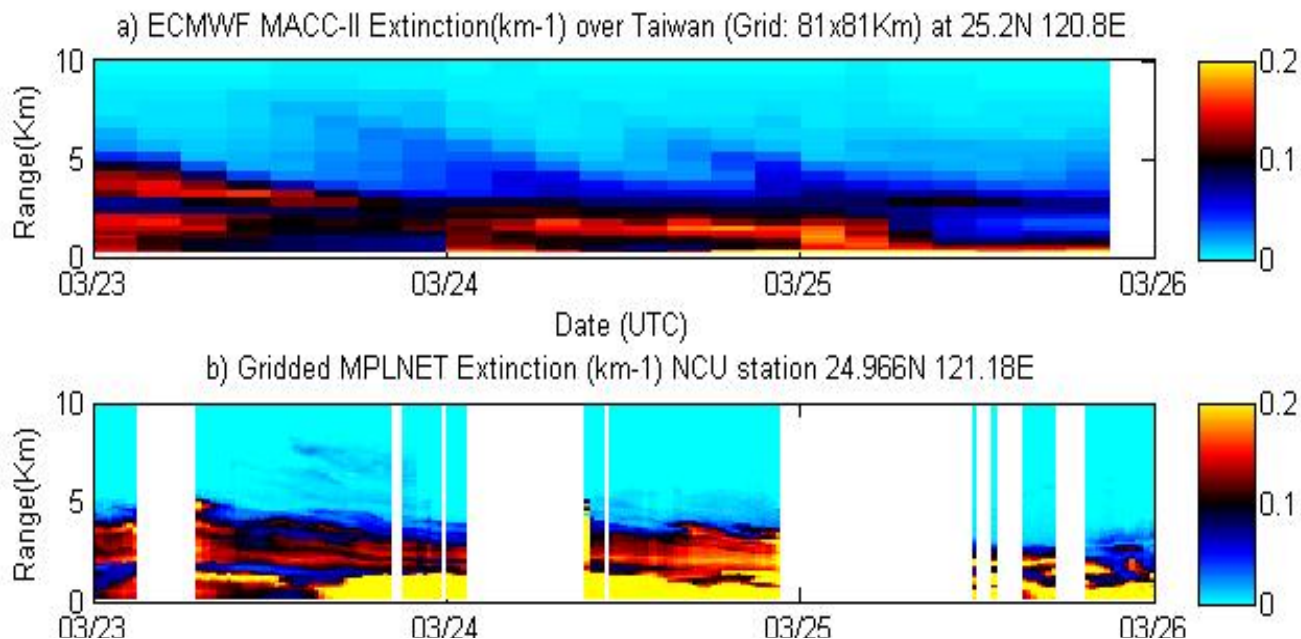 a) ECMWF MACC-II Extinction(km-1) over Taiwan (Grid: 81x81Km) at 25.2N 120.8E
10
5
0
Range(Km)
03/23 03/24 03/25 03/26
Date (UTC)
0.2
0.1
0
b) Gridded MPLNET Extinction (km-1) NCU station 24.966N 121.18E
10
5
0
Range(Km)
03/23 03/24 03/25 03/26
0.2
0.1
0